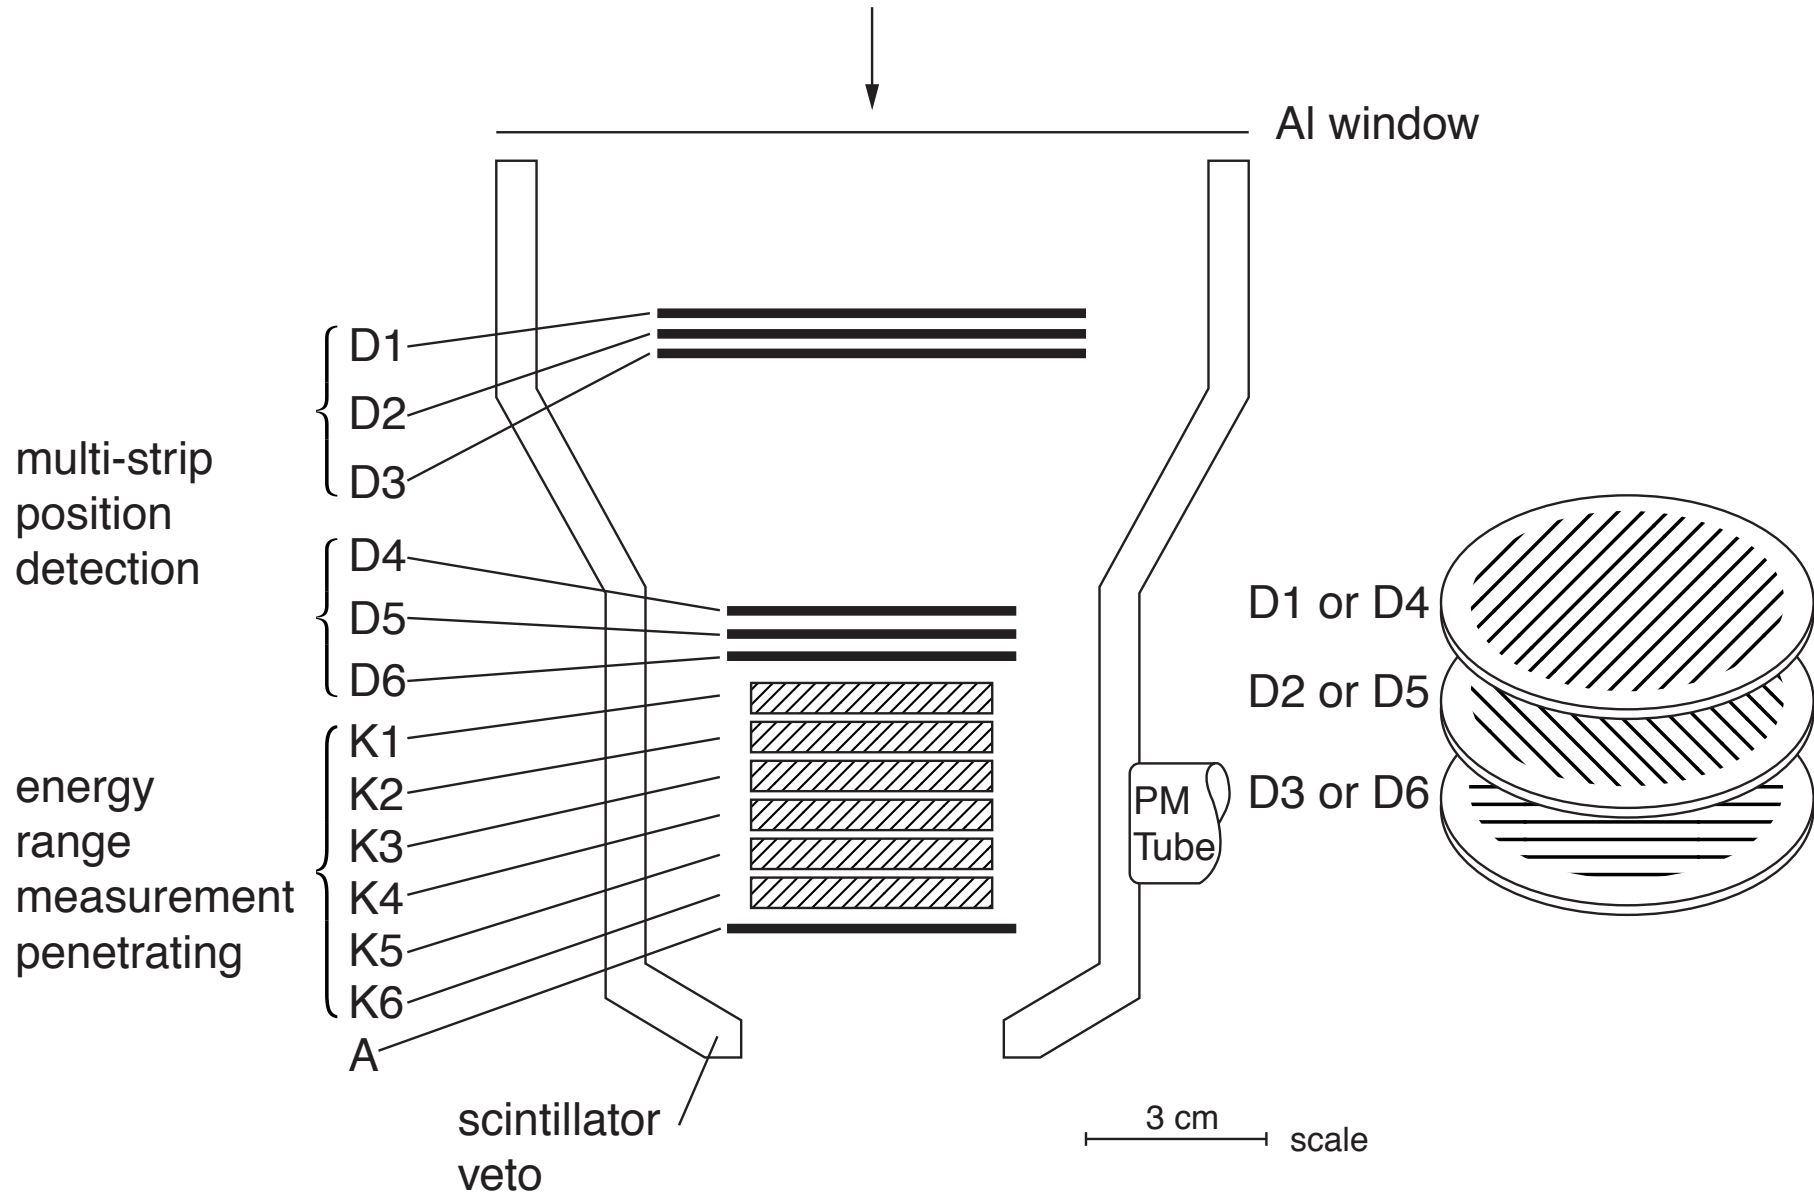 Al window
D1
D2
D3
multi-strip
position
detection
D4
D5
D6
energy
range
measurement
penetrating
K1
K2
K3
K4
K5
K6
A
scintillator
veto
PM
Tube
D1 or D4
D2 or D5
D3 or D6
3 cm
scale